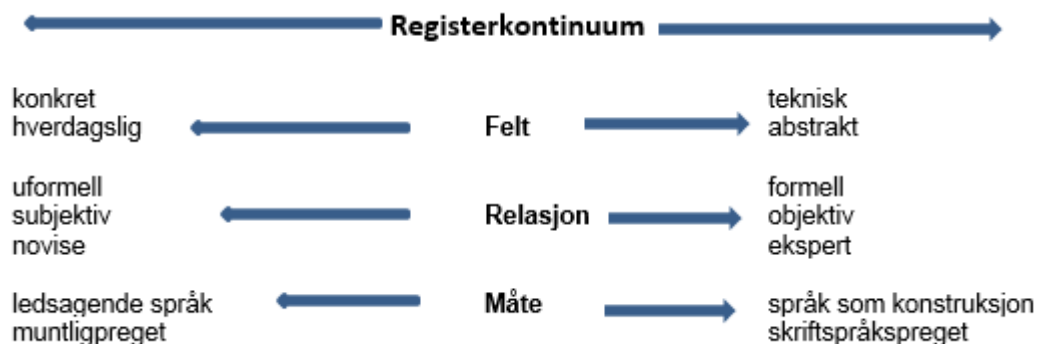 Registerkontinuum
konkret
hverdagslig
Felt
teknisk
abstrakt
uformell
subjektiv
novise
Relasjon
formell
objektiv
ekspert
ledsagende språk
muntligpreget
Måte
språk som konstruksjon
skriftspråkspreget